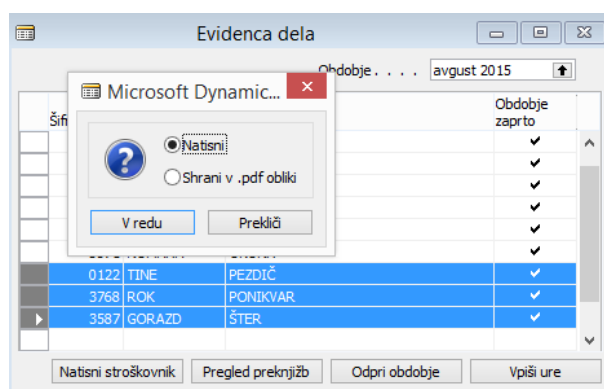 Evidenca dela
Obdobje . . . . avgust 2015
Microsoft Dynamic...
Obdobje
zaprto
Natisni
Shrani v .pdf obliki
V redu Prekliči
0122 TINE PEZDIČ
3768 ROK PONIKVAR
3587 GORAZD ŠTER
Natisni stroškovnik Pregled preknjižb Odpri obdobje Vpiši ure